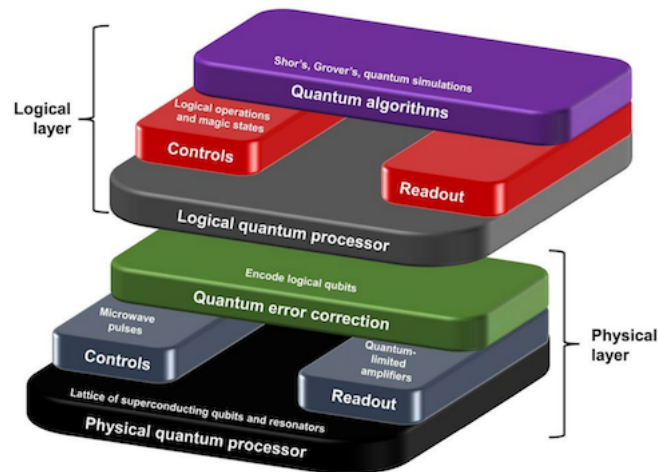 Logical
layer
Shor's, Grover's, quantum simulations
Quantum algorithms
Logical operations
and magic states
Controls
Readout
Logical quantum processor
Encode logical qubits
Quantum error correction
Microwave
pulses
Controls
Quantum-
limited
amplifiers
Readout
Lattice of superconducting qubits and resonators
Physical quantum processor
Physical
layer